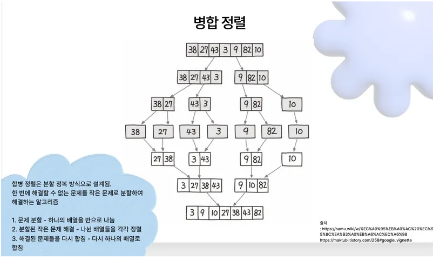 병합 정렬
38 27 43 3 9 82 10
38 27 43 3 9 82 10
38 27 43 3 9 82 10
38 27 43 3 9 82 10
27 38 3 43 9 82 10
3 27 38 43 9 10 82
3 9 10 27 38 43 82
합병 정렬은 분할 정복 방식으로 설계됨.
한 번에 해결할 수 없는 문제를 작은 문제로 분할하여
해결하는 알고리즘
1. 문제 분할 - 하나의 배열을 반으로 나눔
2. 분할된 작은 문제 해결 - 나뉜 배열들을 각각 정렬
3. 해결된 문제들을 다시 합침 - 다시 하나의 배열로
합침
출처